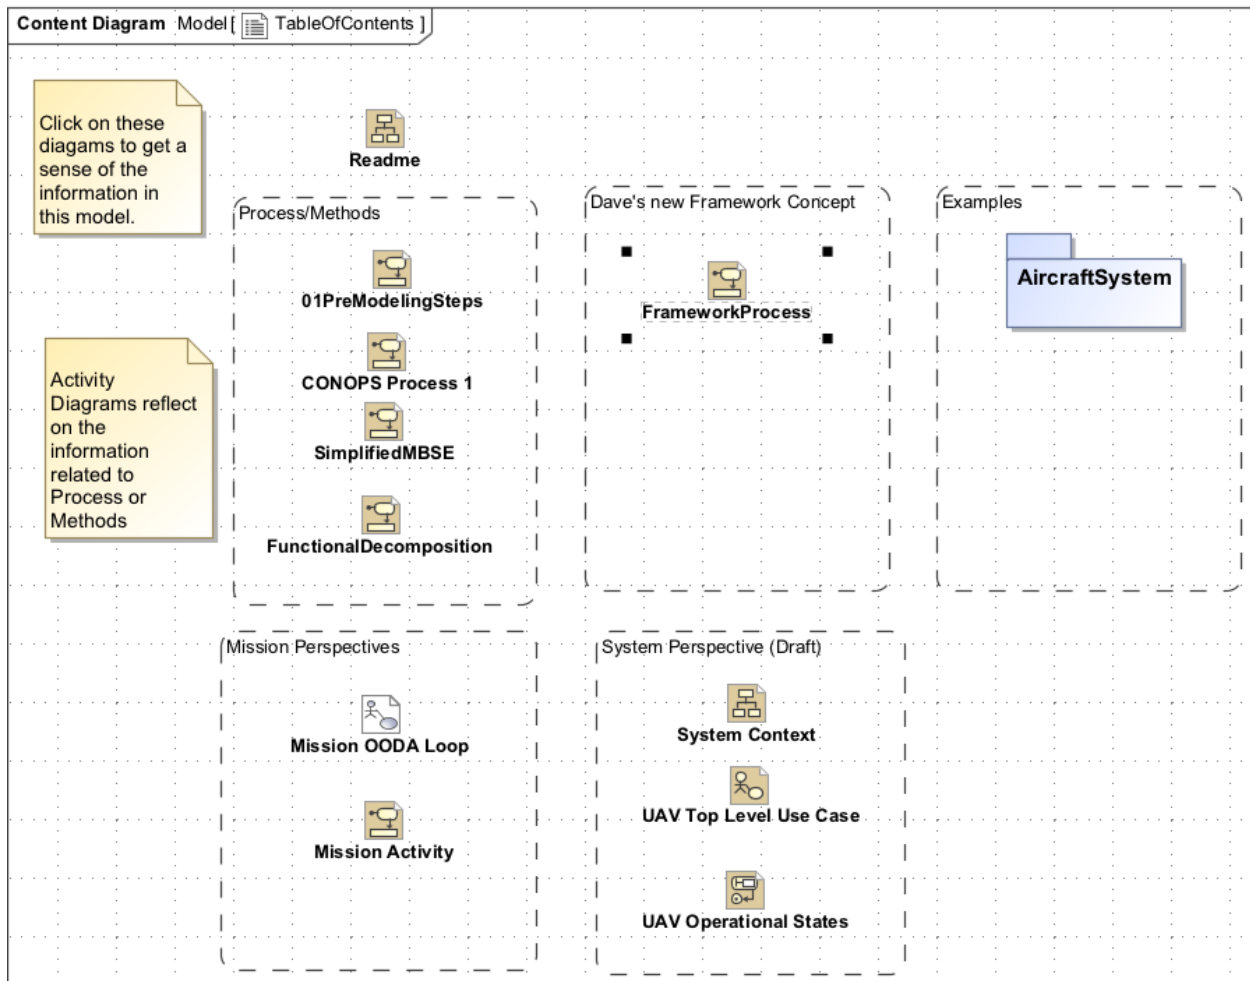 Content Diagram Model[ TableOfContents ]
Click on these
diagams to get a
sense of the
information in
this model.
Readme
Process/Methods
01PreModelingSteps
CONOPS Process 1
SimplifiedMBSE
FunctionalDecomposition
Dave's new Framework Concept
FrameworkProcess
Examples
AircraftSystem
Activity
Diagrams reflect
on the
information
related to
Process or
Methods
Mission Perspectives
Mission OODA Loop
Mission Activity
System Perspective (Draft)
System Context
UAV Top Level Use Case
UAV Operational States